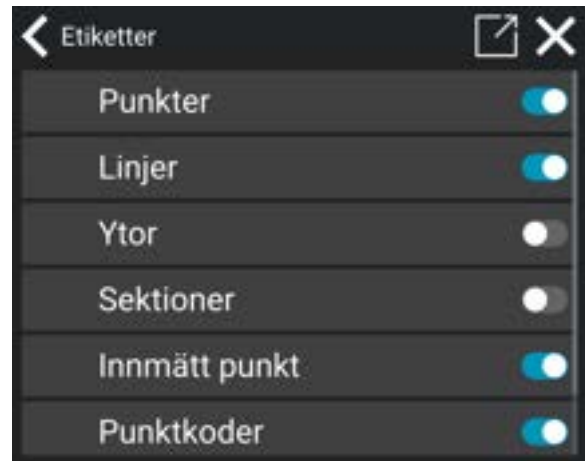 Etiketter
Punkter
Linjer
Ytor
Sektioner
Innmätt punkt
Punktkoder